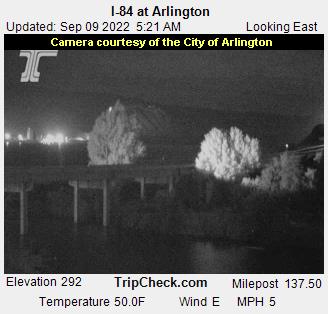 I-84 at Arlington
Updated: Sep 09 2022 5:21 AM Looking East
Camera courtesy of the City of Arlington
Elevation 292 TripCheck.com Milepost 137.50
Temperature 50.0F Wind E MPH 5